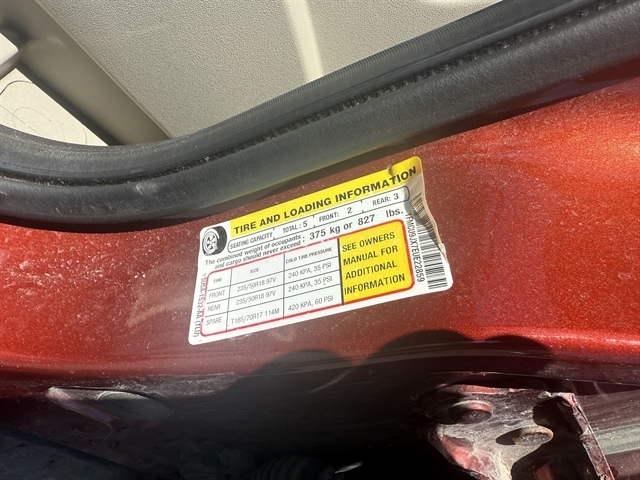 TIRE AND LOADING INFORMATION
SEATING CAPACITY TOTAL: 5 FRONT: 2 REAR: 3
The combined weight of occupants and cargo should never exceed: 375 kg or 827 lbs.
TIRE SIZE COLD TIRE PRESSURE
FRONT 235/50R18 97V 240 KPA, 35 PSI
REAR 235/50R18 97V 240 KPA, 35 PSI
SPARE T165/70R17 114M 420 KPA, 60 PSI
SEE OWNERS
MANUAL FOR
ADDITIONAL
INFORMATION